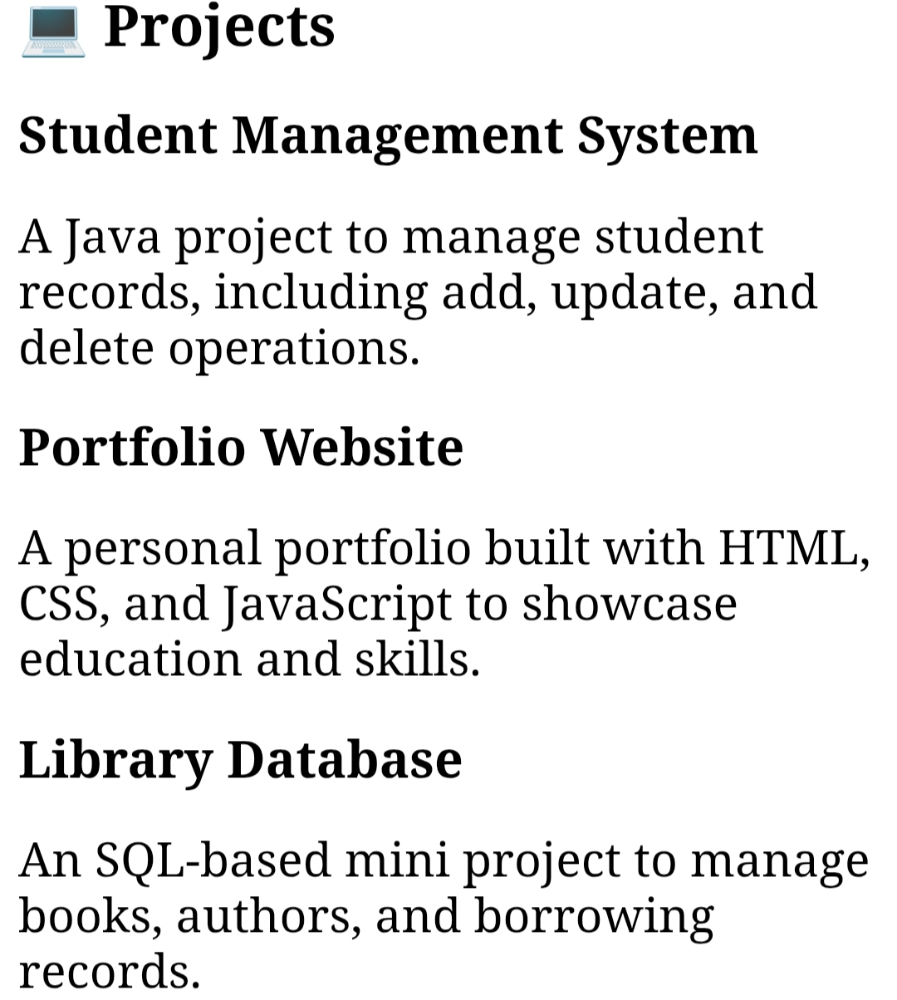 💻 Projects
Student Management System
A Java project to manage student
records, including add, update, and
delete operations.
Portfolio Website
A personal portfolio built with HTML,
CSS, and JavaScript to showcase
education and skills.
Library Database
An SQL-based mini project to manage
books, authors, and borrowing
records.